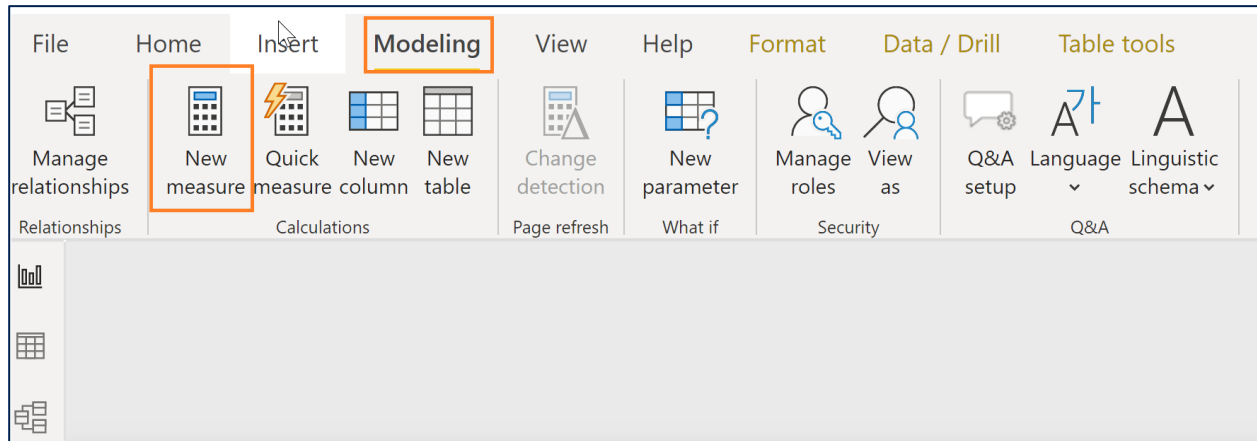 File Home Insert Modeling View Help Format Data / Drill Table tools
Manage New Quick New New Change New Manage View Q&A Language Linguistic
relationships measure measure column table detection parameter roles as setup schema
Relationships Calculations Page refresh What if Security Q&A